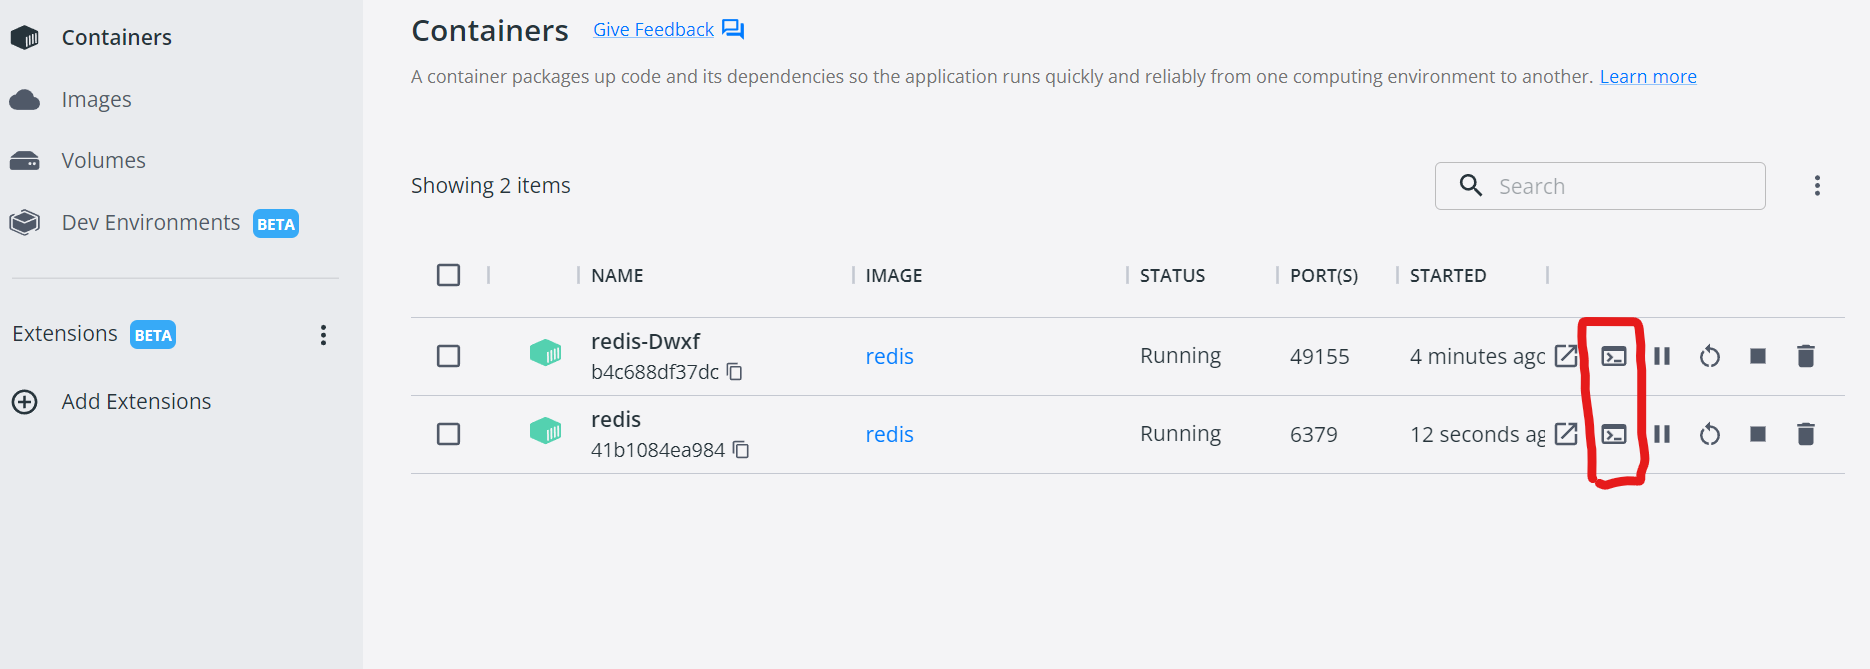 Containers
Images
Volumes
Dev Environments BETA
Extensions BETA
Add Extensions
Containers Give Feedback
A container packages up code and its dependencies so the application runs quickly and reliably from one computing environment to another. Learn more
Showing 2 items
Search
NAME IMAGE STATUS PORT(S) STARTED
redis-Dwxf
b4c688df37dc
redis Running 49155 4 minutes ago
redis
41b1084ea984
redis Running 6379 12 seconds ag